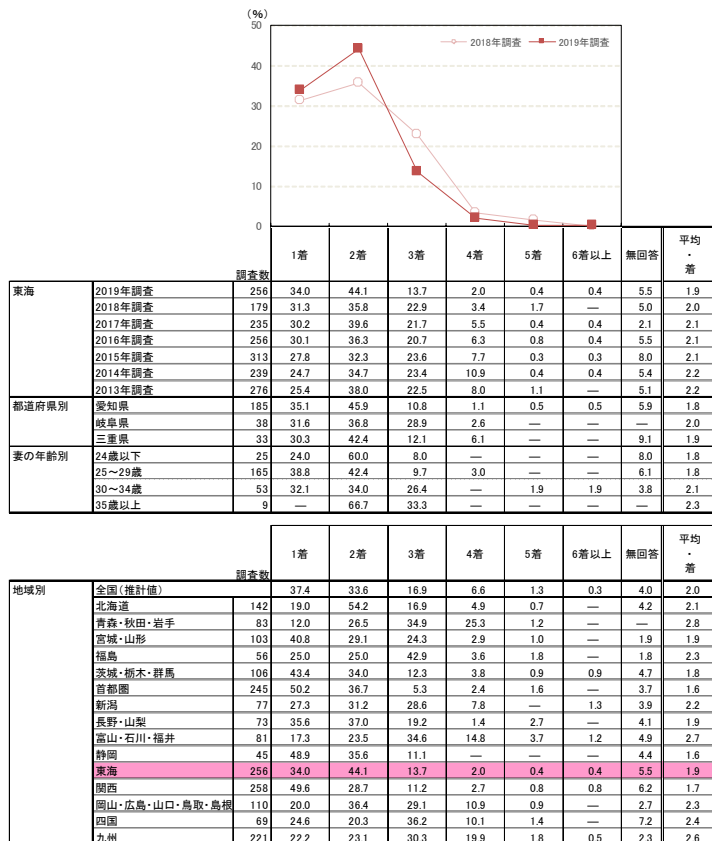 (%)
50
40
30
20
10
0
2018年調査 2019年調査
調査数 1着 2着 3着 4着 5着 6着以上 無回答 平均・着
東海 2019年調査 256 34.0 44.1 13.7 2.0 0.4 0.4 5.5 1.9
2018年調査 179 31.3 35.8 22.9 3.4 1.7 — 5.0 2.0
2017年調査 235 30.2 39.6 21.7 5.5 0.4 0.4 2.1 2.1
2016年調査 256 30.1 36.3 20.7 6.3 0.8 0.4 5.5 2.1
2015年調査 313 27.8 32.3 23.6 7.7 0.3 0.3 8.0 2.1
2014年調査 239 24.7 34.7 23.4 10.9 0.4 0.4 5.4 2.2
2013年調査 276 25.4 38.0 22.5 8.0 1.1 — 5.1 2.2
都道府県別 愛知県 185 35.1 45.9 10.8 1.1 0.5 0.5 5.9 1.8
岐阜県 38 31.6 36.8 28.9 2.6 — — — 2.0
三重県 33 30.3 42.4 12.1 6.1 — — 9.1 1.9
妻の年齢別 24歳以下 25 24.0 60.0 8.0 — — — 8.0 1.8
25～29歳 165 38.8 42.4 9.7 3.0 — — 6.1 1.8
30～34歳 53 32.1 34.0 26.4 — 1.9 1.9 3.8 2.1
35歳以上 9 — 66.7 33.3 — — — — 2.3
調査数 1着 2着 3着 4着 5着 6着以上 無回答 平均・着
地域別 全国(推計値) 37.4 33.6 16.9 6.6 1.3 0.3 4.0 2.0
北海道 142 19.0 54.2 16.9 4.9 0.7 — 4.2 2.1
青森・秋田・岩手 83 12.0 26.5 34.9 25.3 1.2 — — 2.8
宮城・山形 103 40.8 29.1 24.3 2.9 1.0 — 1.9 1.9
福島 56 25.0 25.0 42.9 3.6 1.8 — 1.8 2.3
茨城・栃木・群馬 106 43.4 34.0 12.3 3.8 0.9 0.9 4.7 1.8
首都圏 245 50.2 36.7 5.3 2.4 1.6 — 3.7 1.6
新潟 77 27.3 31.2 28.6 7.8 — 1.3 3.9 2.2
長野・山梨 73 35.6 37.0 19.2 1.4 2.7 — 4.1 1.9
富山・石川・福井 81 17.3 23.5 34.6 14.8 3.7 1.2 4.9 2.7
静岡 45 48.9 35.6 11.1 — — — 4.4 1.6
東海 256 34.0 44.1 13.7 2.0 0.4 0.4 5.5 1.9
関西 258 49.6 28.7 11.2 2.7 0.8 0.8 6.2 1.7
岡山・広島・山口・鳥取・島根 110 20.0 36.4 29.1 10.9 0.9 — 2.7 2.3
四国 69 24.6 20.3 36.2 10.1 1.4 — 7.2 2.4
九州 221 22.2 23.1 30.3 19.9 1.8 0.5 2.3 2.6